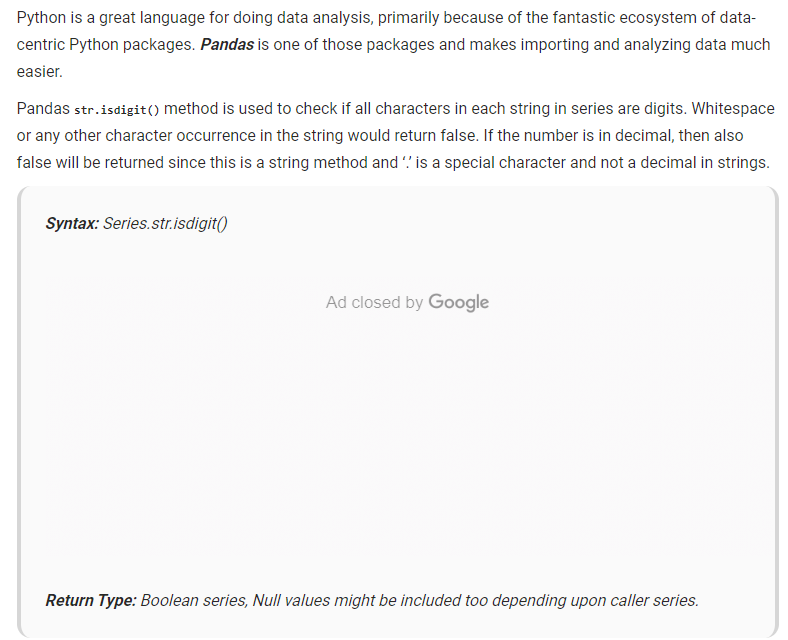 Python is a great language for doing data analysis, primarily because of the fantastic ecosystem of data-
centric Python packages. Pandas is one of those packages and makes importing and analyzing data much
easier.
Pandas str.isdigit() method is used to check if all characters in each string in series are digits. Whitespace
or any other character occurrence in the string would return false. If the number is in decimal, then also
false will be returned since this is a string method and ‘.’ is a special character and not a decimal in strings.
Syntax: Series.str.isdigit()
Ad closed by Google
Return Type: Boolean series, Null values might be included too depending upon caller series.